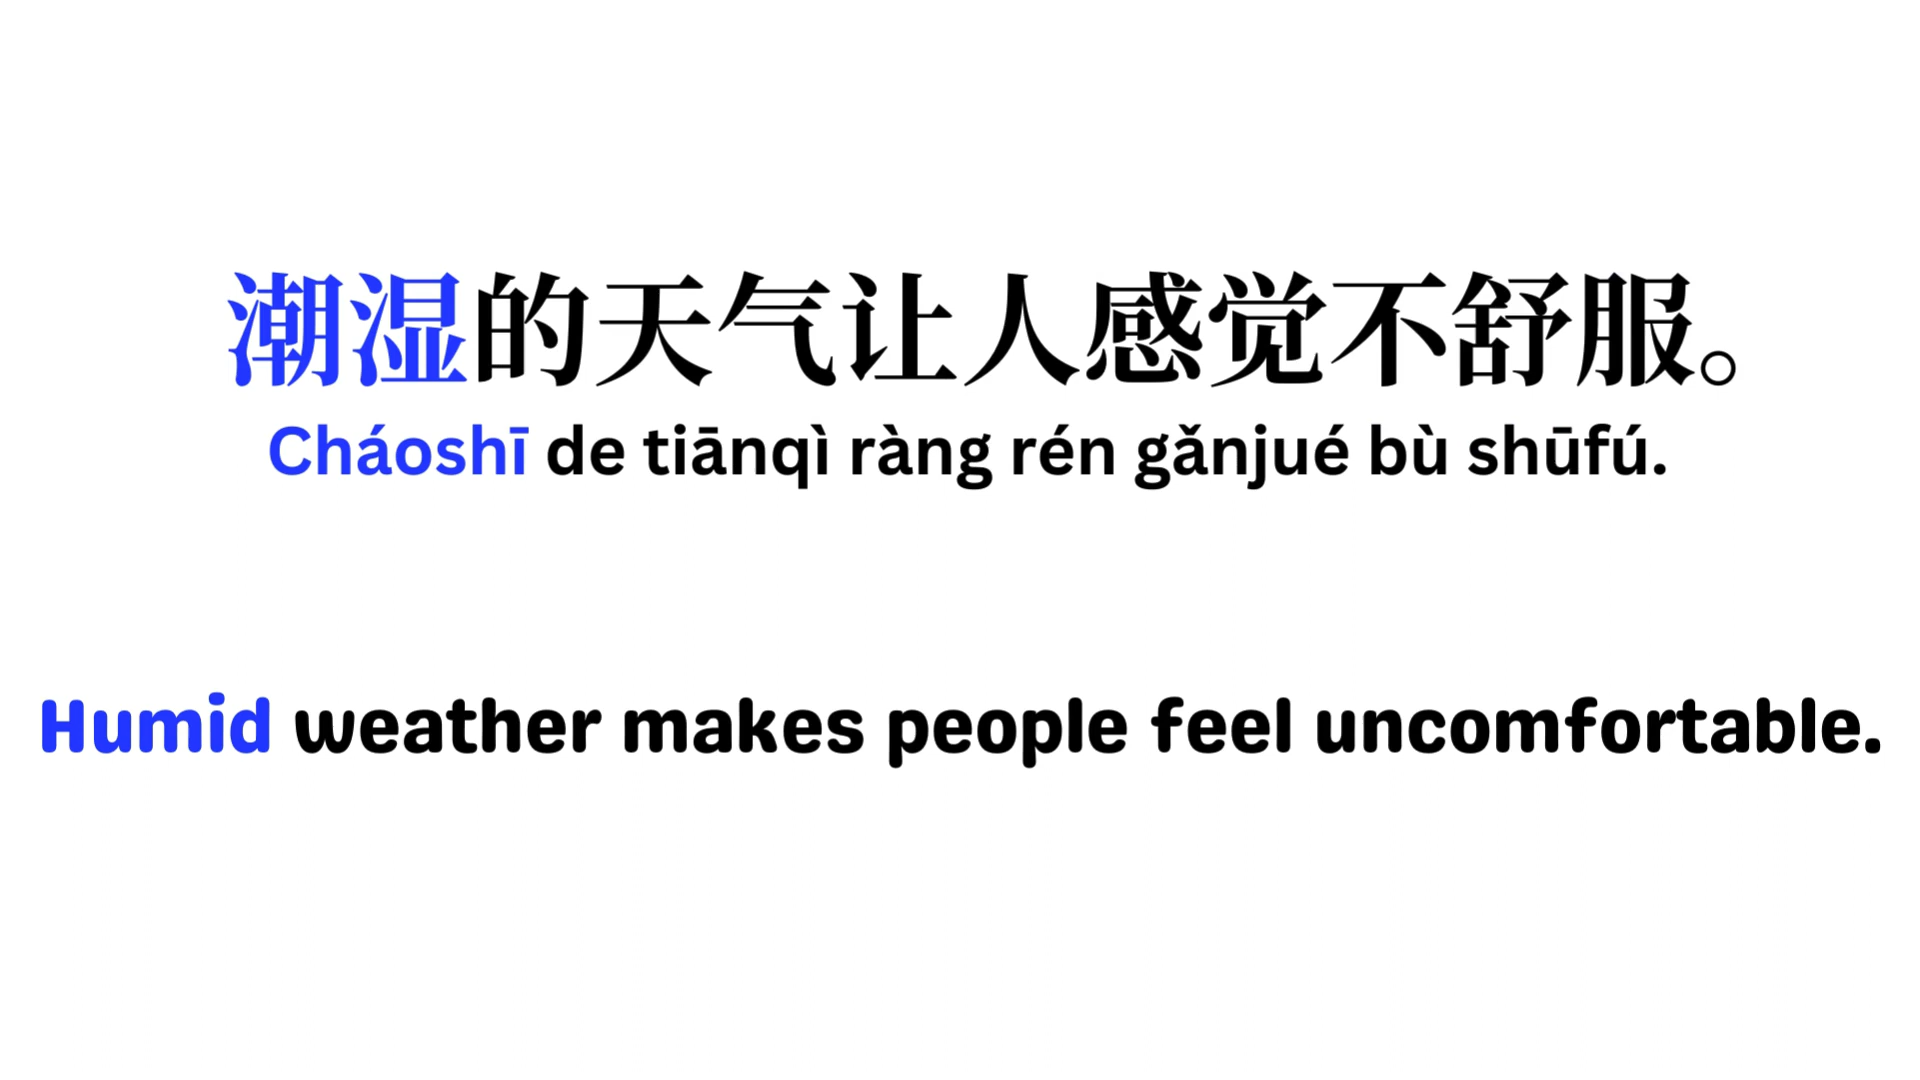 潮湿的天气让人感觉不舒服。
Cháoshī de tiānqì ràng rén gǎnjué bù shūfú.
Humid weather makes people feel uncomfortable.